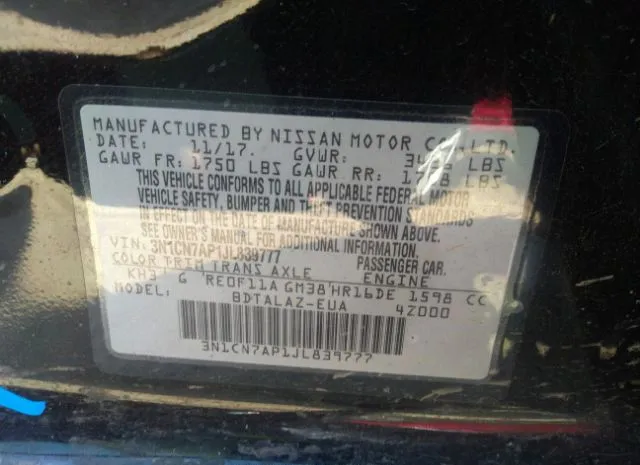 MANUFACTURED BY NISSAN MOTOR CO.,LTD.
DATE: 11/17. GVWR: LBS
GAWR FR: 1750 LBS GAWR RR: LBS
THIS VEHICLE CONFORMS TO ALL APPLICABLE FEDERAL MOTOR
VEHICLE SAFETY, BUMPER AND THEFT PREVENTION STANDARDS
IN EFFECT ON THE DATE OF MANUFACTURE SHOWN ABOVE.
SEE OWNER'S MANUAL FOR ADDITIONAL INFORMATION.
VIN: 3N1CN7AP1JL839777 PASSENGER CAR.
COLOR TRIM TRANS AXLE ENGINE
KH3 G RE0F11A GM38 HR16DE 1598 CC
MODEL: BDTALAZ-EUA 4Z000
3N1CN7AP1JL839777